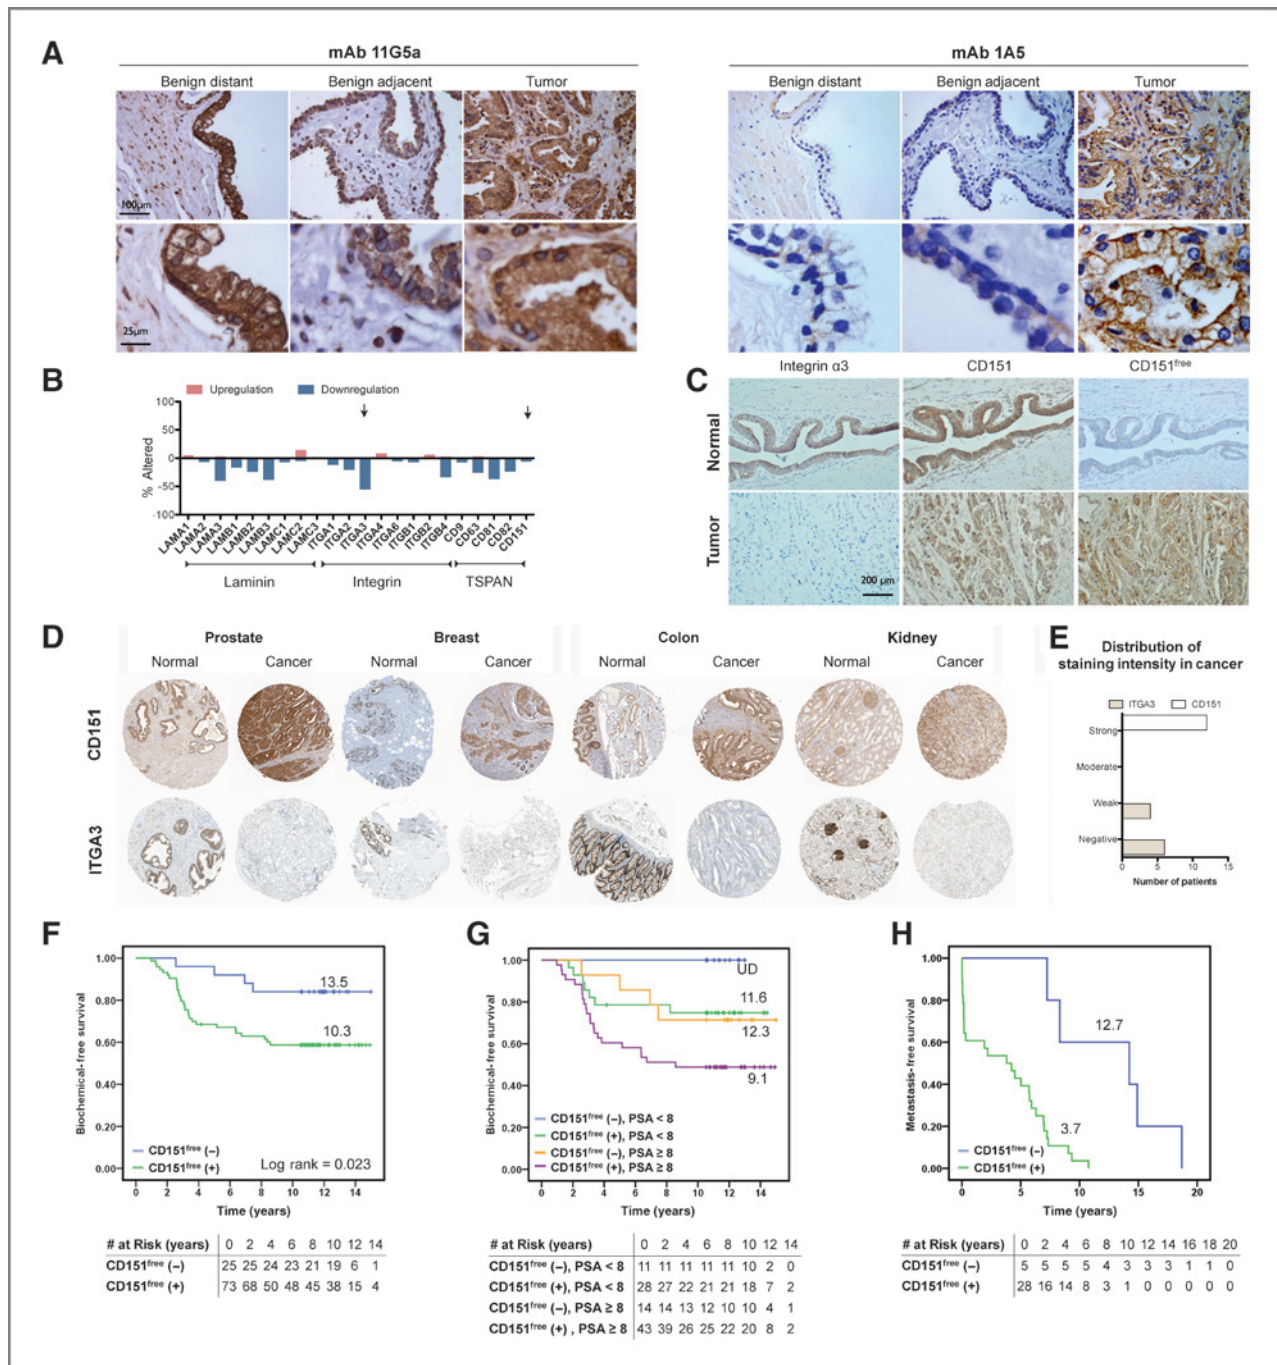 A
mAb 11G5a
mAb 1A5
Benign distant
Benign adjacent
Tumor
Benign distant
Benign adjacent
Tumor
100µm
25µm
B
Upregulation
Downregulation
% Altered
100
50
0
-50
-100
LAMA1
LAMA2
LAMA3
LAMB1
LAMB2
LAMB3
LAMC1
LAMC2
LAMC3
ITGA1
ITGA2
ITGA3
ITGA4
ITGA6
ITGB1
ITGB2
ITGB4
CD9
CD63
CD81
CD82
CD151
Laminin
Integrin
TSPAN
C
Integrin α3
CD151
CD151free
Normal
Tumor
200 µm
D
Prostate
Breast
Colon
Kidney
Normal
Cancer
Normal
Cancer
Normal
Cancer
Normal
Cancer
CD151
ITGA3
E
Distribution of
staining intensity in cancer
ITGA3
CD151
Strong
Moderate
Weak
Negative
0 5 10 15
Number of patients
F
Biochemical- free survival
1.00
0.80
0.60
0.40
0.20
0.00
13.5
10.3
CD151free (–)
CD151free (+)
Log rank = 0.023
0 2 4 6 8 10 12 14
Time (years)
# at Risk (years) 0 2 4 6 8 10 12 14
CD151free (–) 25 25 24 23 21 19 6 1
CD151free (+) 73 68 50 48 45 38 15 4
G
Biochemical-free survival
1.00
0.80
0.60
0.40
0.20
0.00
UD
11.6
12.3
9.1
CD151free (–), PSA < 8
CD151free (+), PSA < 8
CD151free (–), PSA ≥ 8
CD151free (+), PSA ≥ 8
0 2 4 6 8 10 12 14
Time (years)
# at Risk (years) 0 2 4 6 8 10 12 14
CD151free (–), PSA < 8 11 11 11 11 11 10 2 0
CD151free (+), PSA < 8 28 27 22 21 21 18 7 2
CD151free (–), PSA ≥ 8 14 14 13 12 10 10 4 1
CD151free (+) , PSA ≥ 8 43 39 26 25 22 20 8 2
H
Metastasis-free survival
1.00
0.80
0.60
0.40
0.20
0.00
12.7
3.7
CD151free (–)
CD151free (+)
0 5 10 15 20
Time (years)
# at Risk (years) 0 2 4 6 8 10 12 14 16 18 20
CD151free (–) 5 5 5 5 4 3 3 3 1 1 0
CD151free (+) 28 16 14 8 3 1 0 0 0 0 0